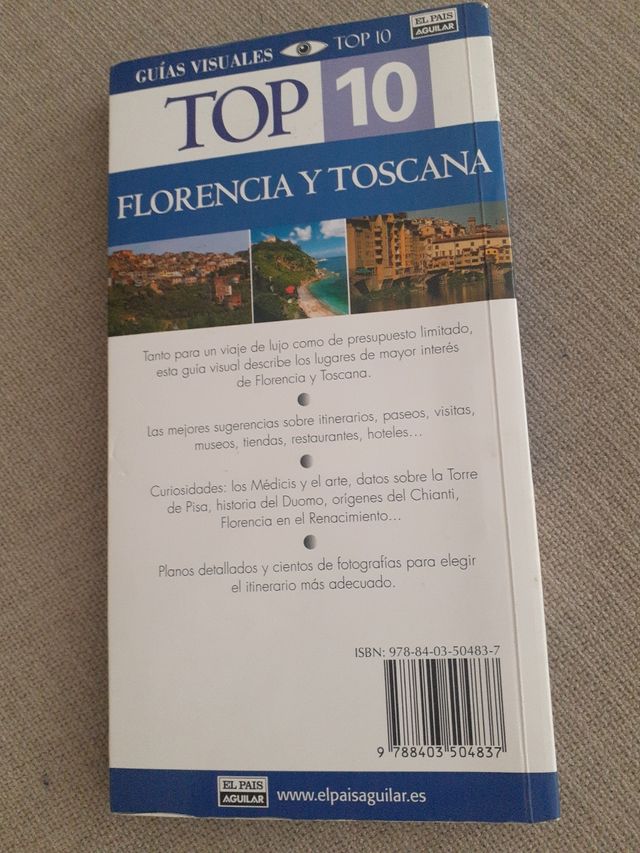 GUÍAS VISUALES TOP 10
EL PAIS
AGUILAR
TOP 10
FLORENCIA Y TOSCANA
Tanto para un viaje de lujo como de presupuesto limitado,
esta guía visual describe los lugares de mayor interés
de Florencia y Toscana.
Las mejores sugerencias sobre itinerarios, paseos, visitas,
museos, tiendas, restaurantes, hoteles...
Curiosidades: los Médicis y el arte, datos sobre la Torre
de Pisa, historia del Duomo, orígenes del Chianti,
Florencia en el Renacimiento...
Planos detallados y cientos de fotografías para elegir
el itinerario más adecuado.
ISBN: 978-84-03-50483-7
9 788403 504837
EL PAIS
AGUILAR
www.elpaisaguilar.es